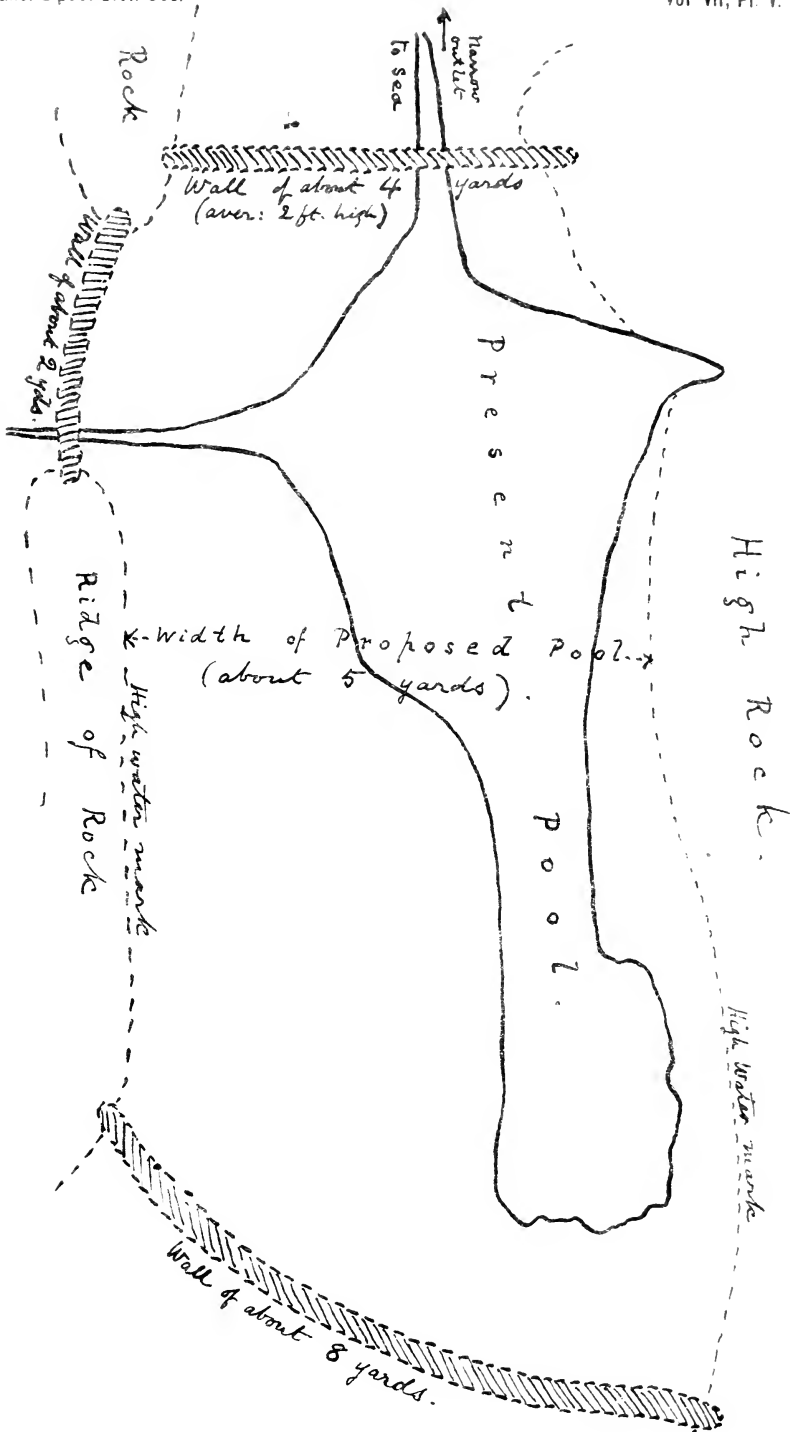 Vol VII, Pl. V.
Narrow
outlet
to sea
Rock
Wall of about 4 yards
(aver: 2 ft. high)
Wall of about 2 yds.
Present Pool.
High Rock.
Width of Proposed Pool.
(about 5 yards).
Ridge of Rock
High water mark
High Water mark
Wall of about 8 yards.